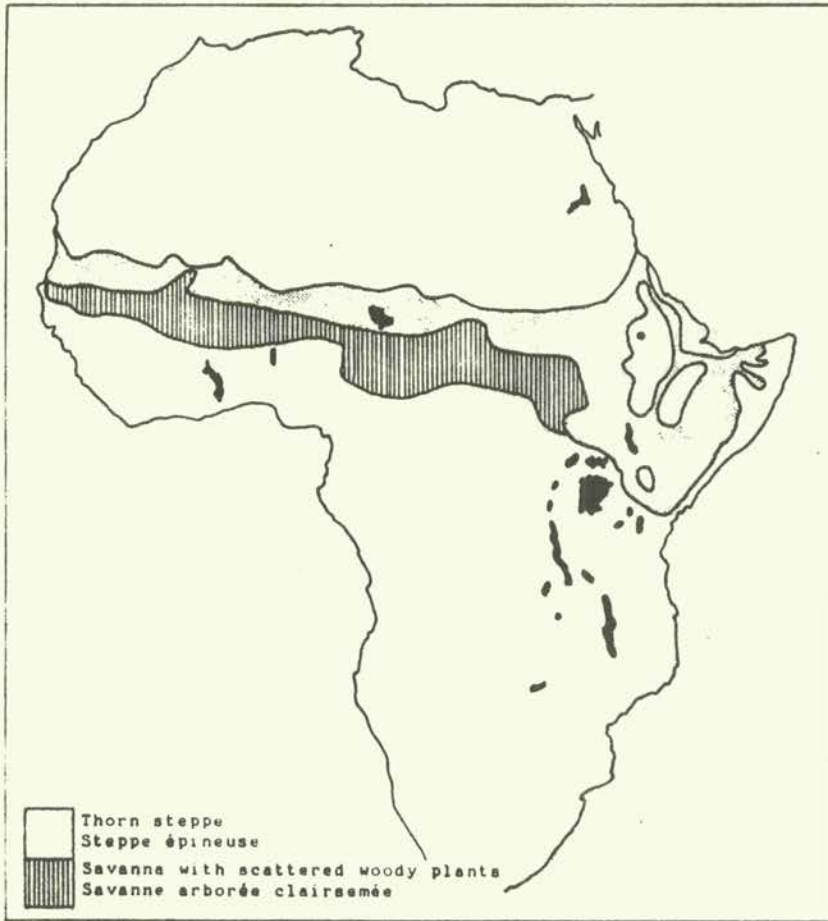 Thorn steppe
Steppe épineuse
Savanna with scattered woody plants
Savanne arborée clairsemée